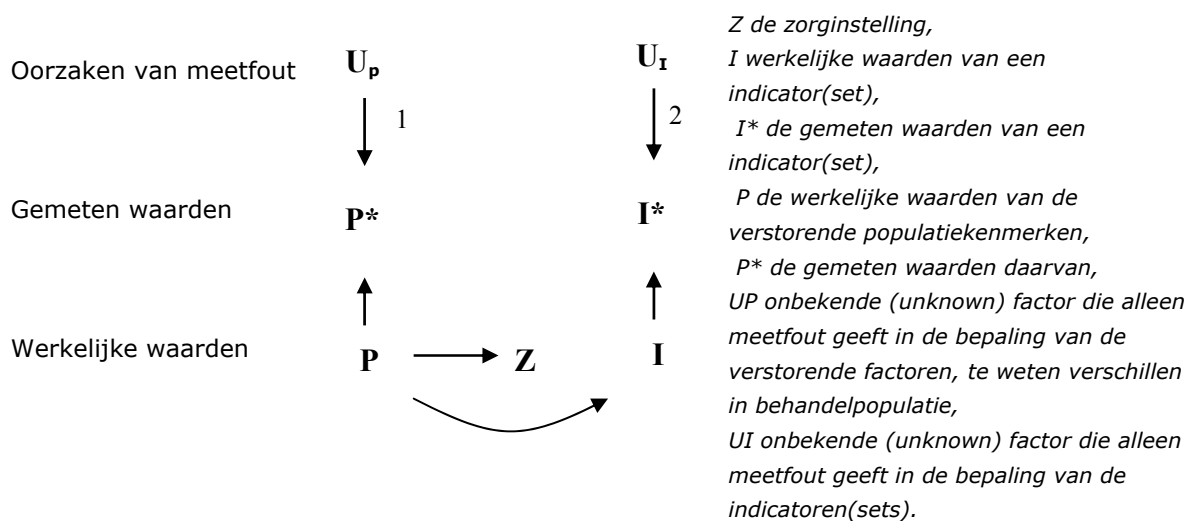 Oorzaken van meetfout
Up
UI
1
2
Gemeten waarden
P*
I*
Werkelijke waarden
P
Z
I
Z de zorginstelling,
I werkelijke waarden van een
indicator(set),
I* de gemeten waarden van een
indicator(set),
P de werkelijke waarden van de
verstorende populatiekenmerken,
P* de gemeten waarden daarvan,
UP onbekende (unknown) factor die alleen
meetfout geeft in de bepaling van de
verstorende factoren, te weten verschillen
in behandelpopulatie,
UI onbekende (unknown) factor die alleen
meetfout geeft in de bepaling van de
indicatoren(sets).